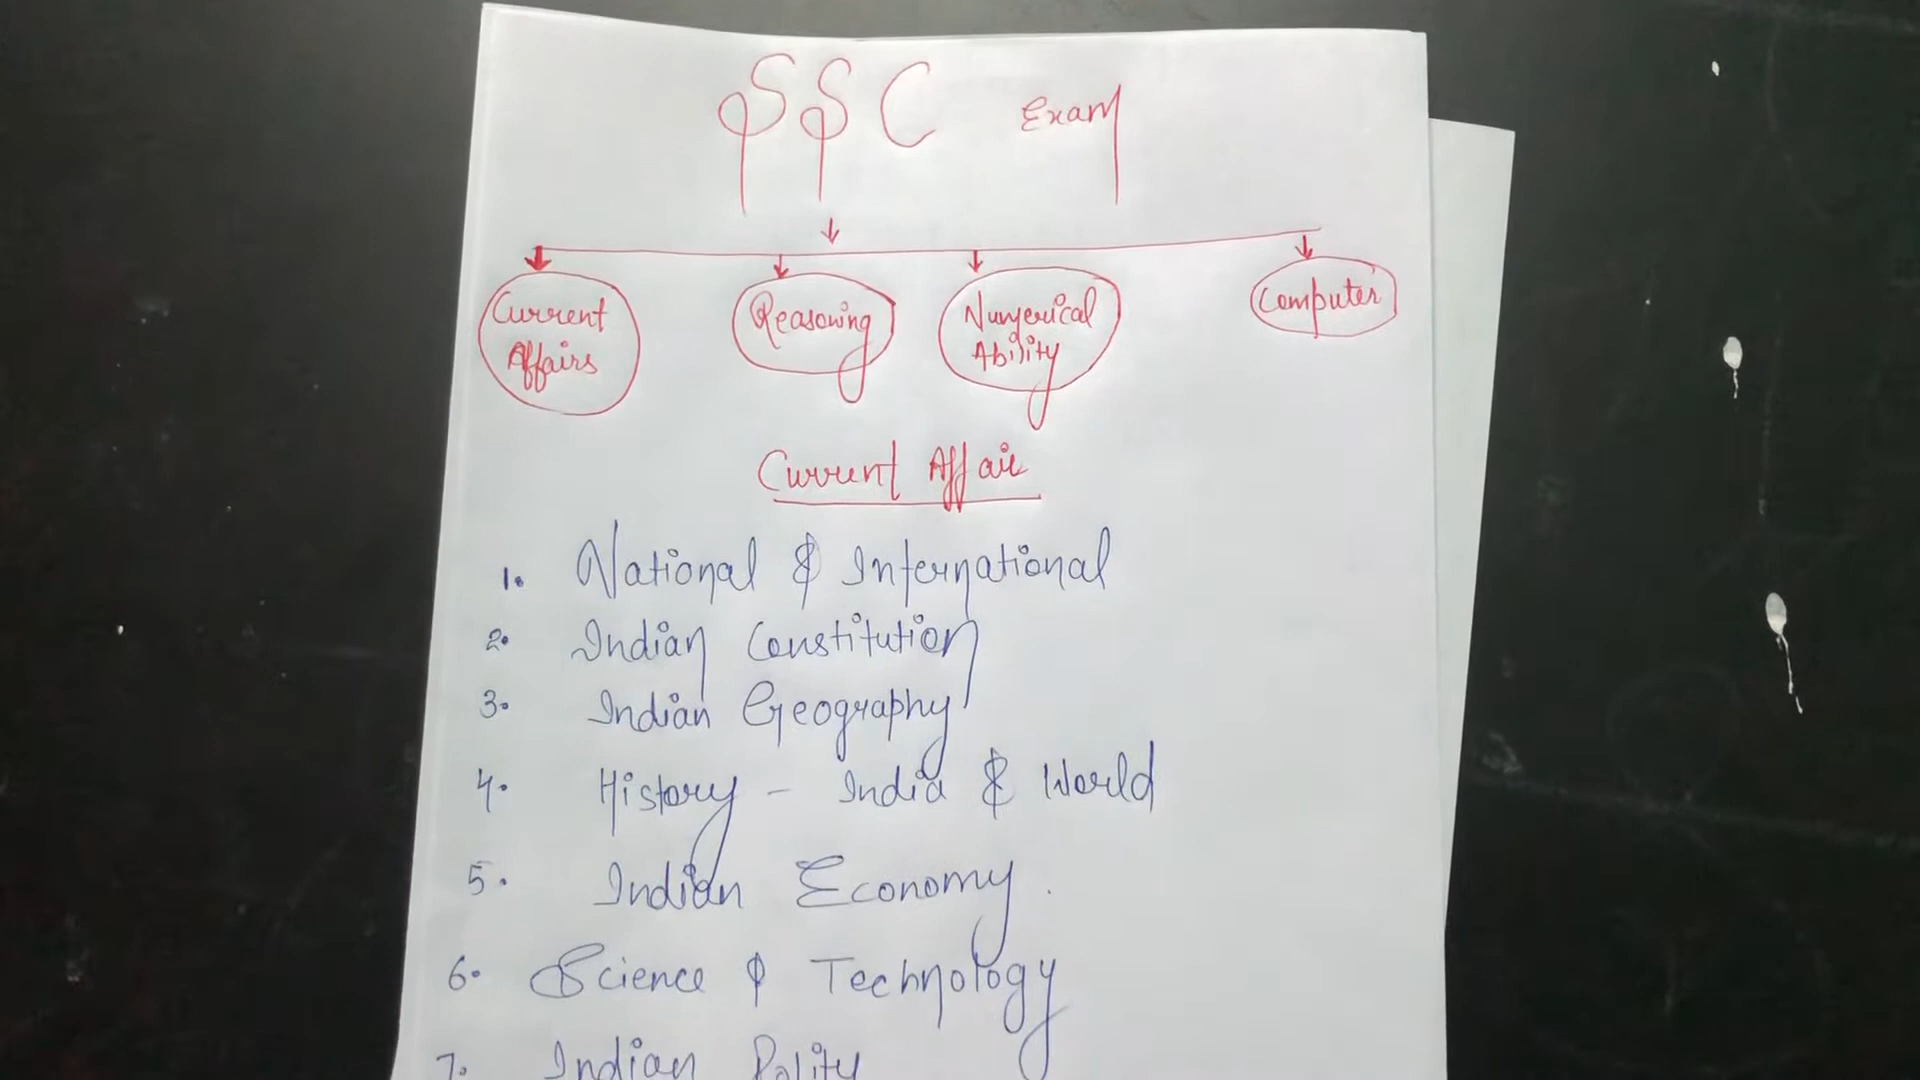 SSC Exam
Current Affairs
Reasoning
Numerical Ability
Computer
Current Affair
1. National & International
2. Indian Constitution
3. Indian Geography
4. History - India & World
5. Indian Economy.
6. Science & Technology
7. Indian Polity